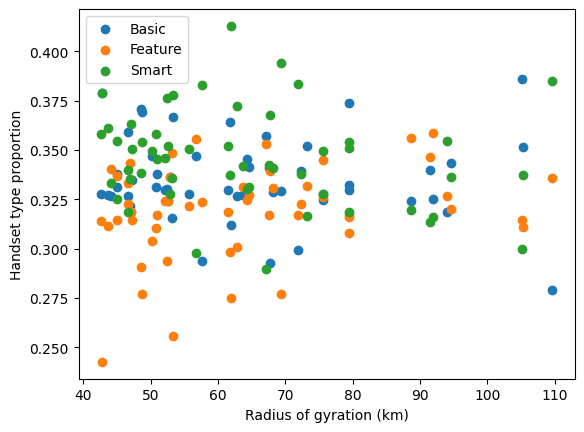 Basic
Feature
Smart
0.400
0.375
0.350
0.325
0.300
0.275
0.250
Handset type proportion
40 50 60 70 80 90 100 110
Radius of gyration (km)